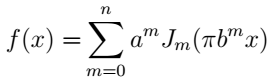 f(x) = \sum_{m=0}^{n} a^m J_m(\pi b^m x)